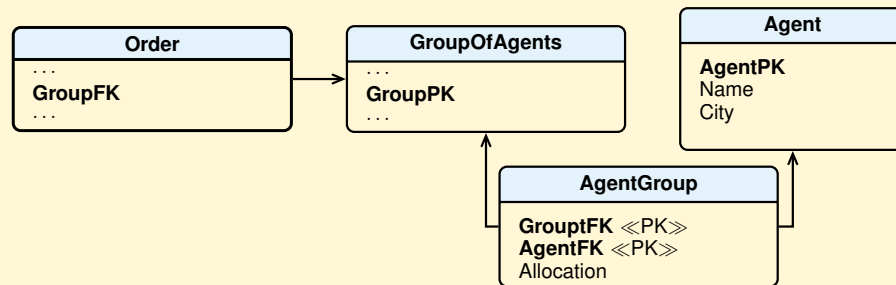 Order
. . .
GroupFK
. . .
GroupOfAgents
. . .
GroupPK
. . .
Agent
AgentPK
Name
City
AgentGroup
GrouptFK ≪PK≫
AgentFK ≪PK≫
Allocation